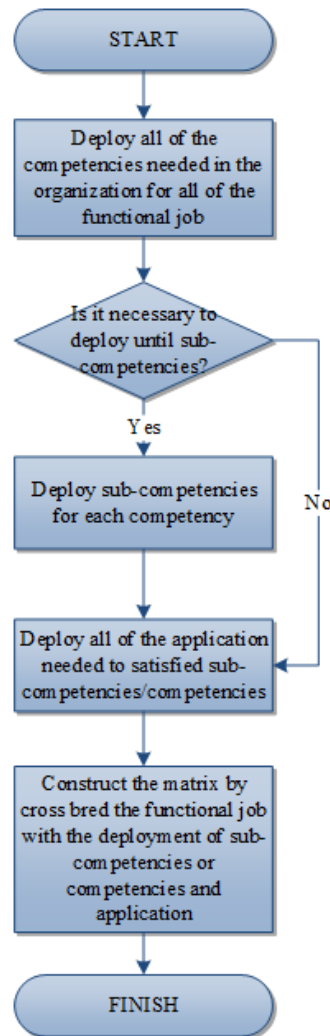 START
Deploy all of the
competencies needed in the
organization for all of the
functional job
Is it necessary to
deploy until sub-
competencies?
Yes
No
Deploy sub-competencies
for each competency
Deploy all of the application
needed to satisfied sub-
competencies/competencies
Construct the matrix by
cross bred the functional job
with the deployment of sub-
competencies or
competencies and
application
FINISH